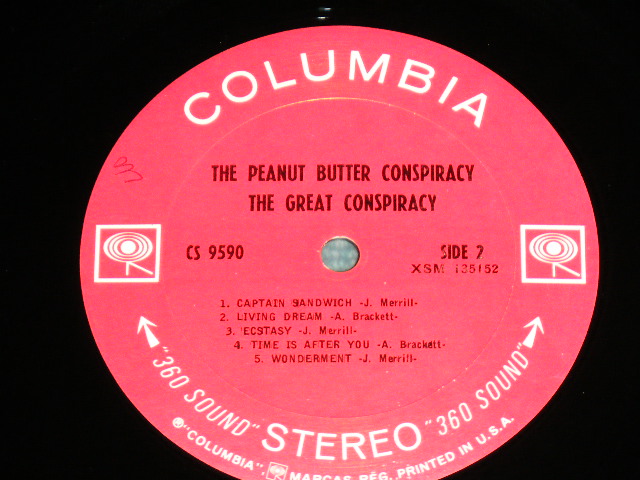 COLUMBIA
THE PEANUT BUTTER CONSPIRACY
THE GREAT CONSPIRACY
CS 9590
SIDE 2
XSM 135152
1. CAPTAIN SANDWICH -J. Merrill-
2. LIVING DREAM -A. Brackett-
3. ECSTASY -J. Merrill-
4. TIME IS AFTER YOU -A. Brackett-
5. WONDERMENT -J. Merrill-
"360 SOUND" STEREO "360 SOUND"
®"COLUMBIA", MARCAS REG. PRINTED IN U.S.A.